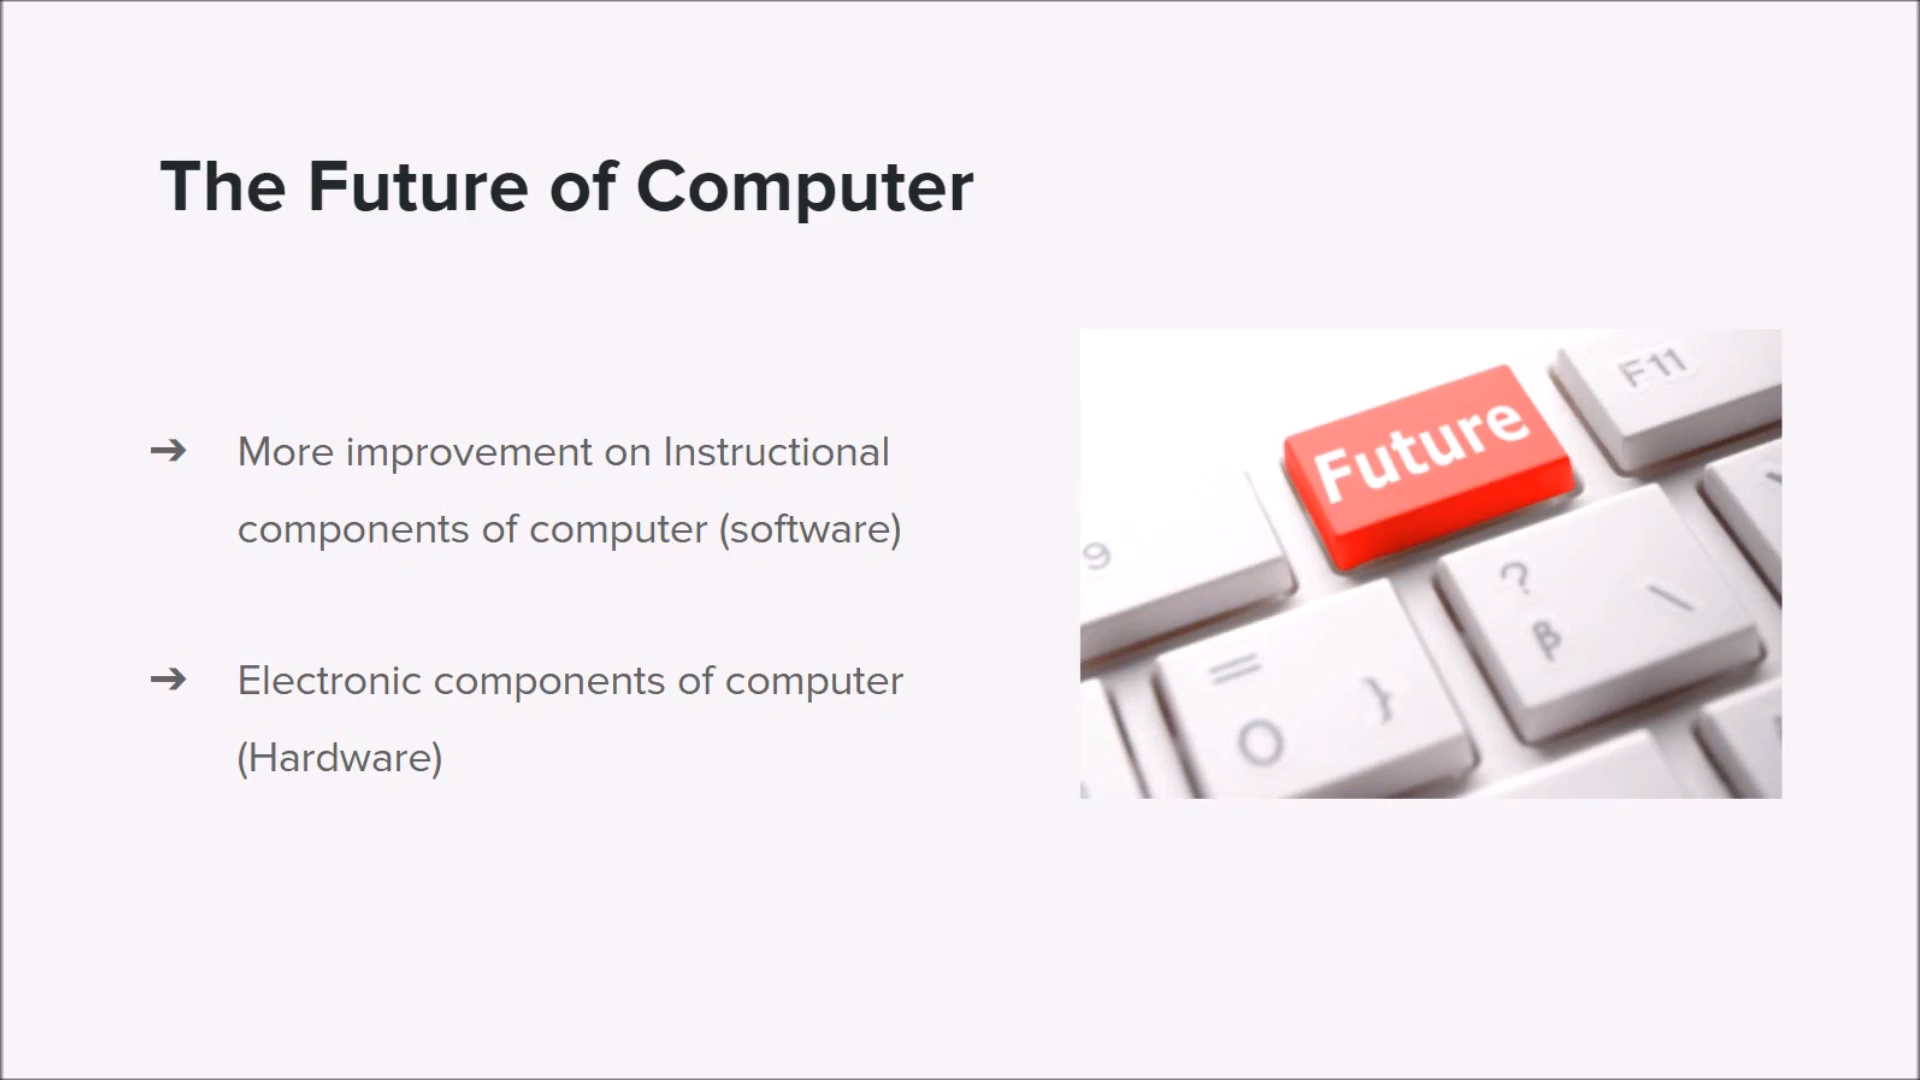 The Future of Computer
➔ More improvement on Instructional
components of computer (software)
➔ Electronic components of computer
(Hardware)
Future
F11
9
?
ß \
=
O }